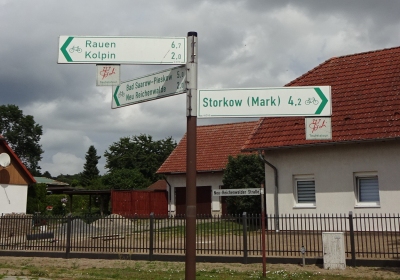 Rauen 6,7
Kolpin 2,0
Bad Saarow-Pieskow
Neu Reichenwalde
Storkow (Mark) 4,2
Neu-Reichenwalder Straße